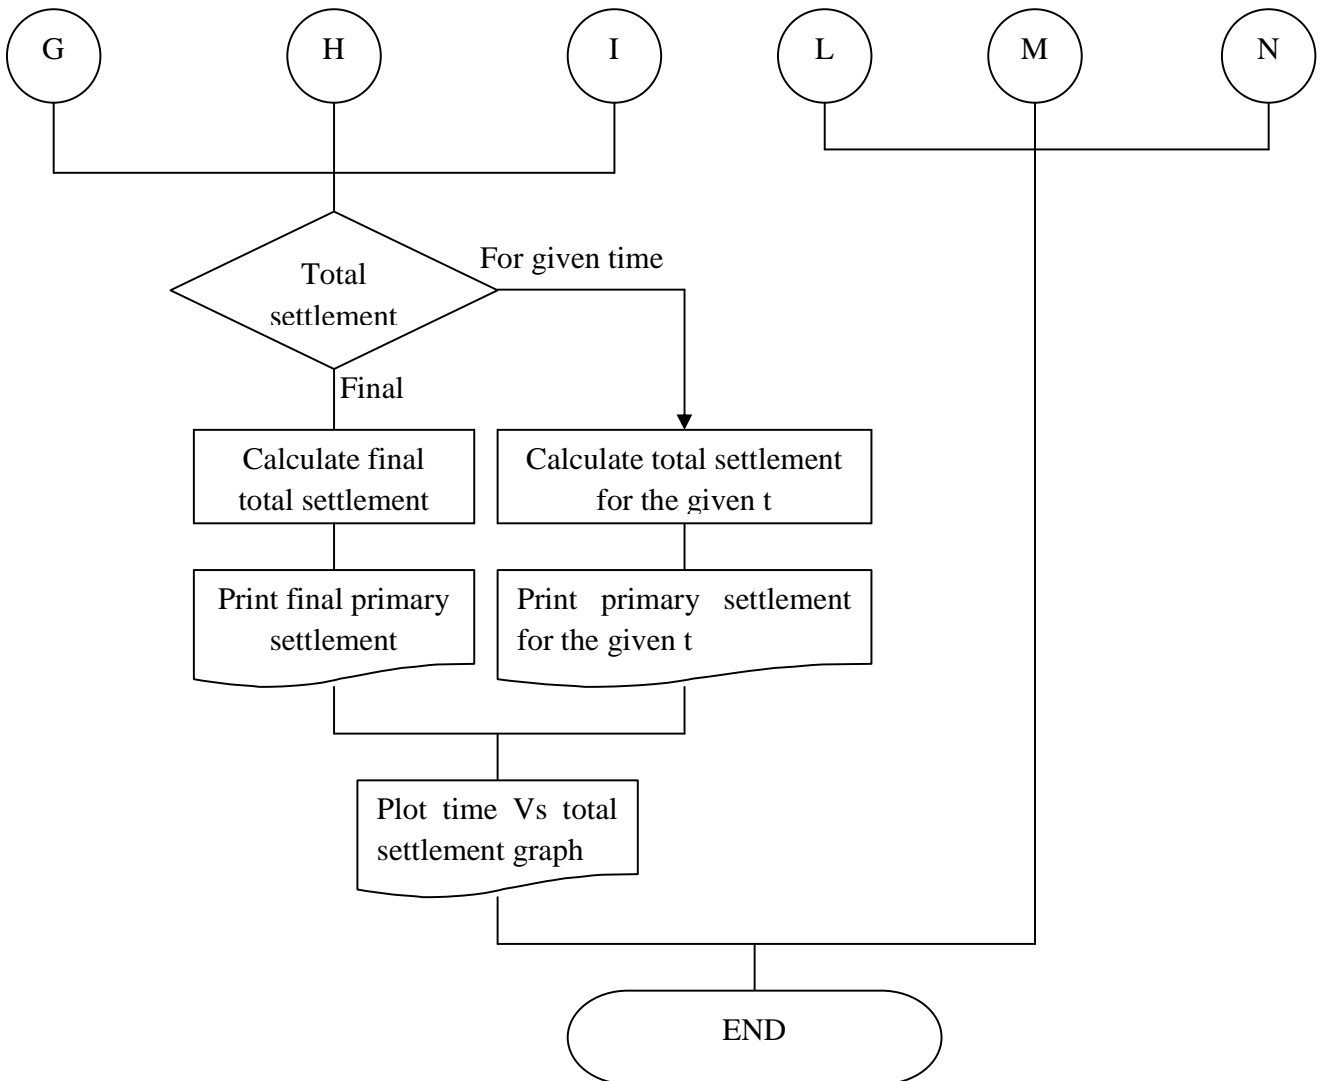 G
H
I
L
M
N
For given time
Total
settlement
Final
Calculate final
total settlement
Calculate total settlement
for the given t
Print final primary
settlement
Print primary settlement
for the given t
Plot time Vs total
settlement graph
END